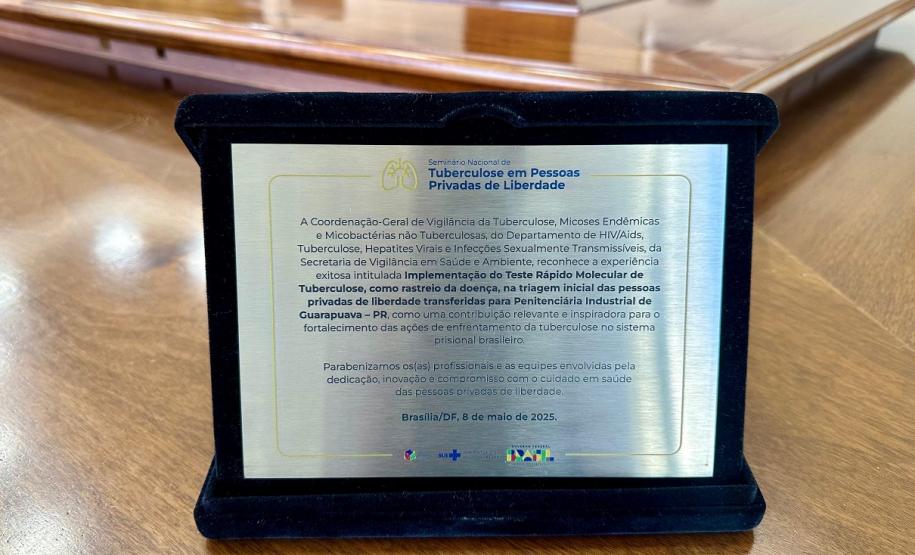 Seminário Nacional de
Tuberculose em Pessoas
Privadas de Liberdade
A Coordenação-Geral de Vigilância da Tuberculose, Micoses Endêmicas
e Micobactérias não Tuberculosas, do Departamento de HIV/Aids,
Tuberculose, Hepatites Virais e Infecções Sexualmente Transmissíveis, da
Secretaria de Vigilância em Saúde e Ambiente, reconhece a experiência
exitosa intitulada Implementação do Teste Rápido Molecular de
Tuberculose, como rastreio da doença, na triagem inicial das pessoas
privadas de liberdade transferidas para Penitenciária Industrial de
Guarapuava – PR, como uma contribuição relevante e inspiradora para o
fortalecimento das ações de enfrentamento da tuberculose no sistema
prisional brasileiro.
Parabenizamos os(as) profissionais e as equipes envolvidas pela
dedicação, inovação e compromisso com o cuidado em saúde
das pessoas privadas de liberdade.
Brasília/DF, 8 de maio de 2025.
SUS
GOVERNO FEDERAL
BRASIL